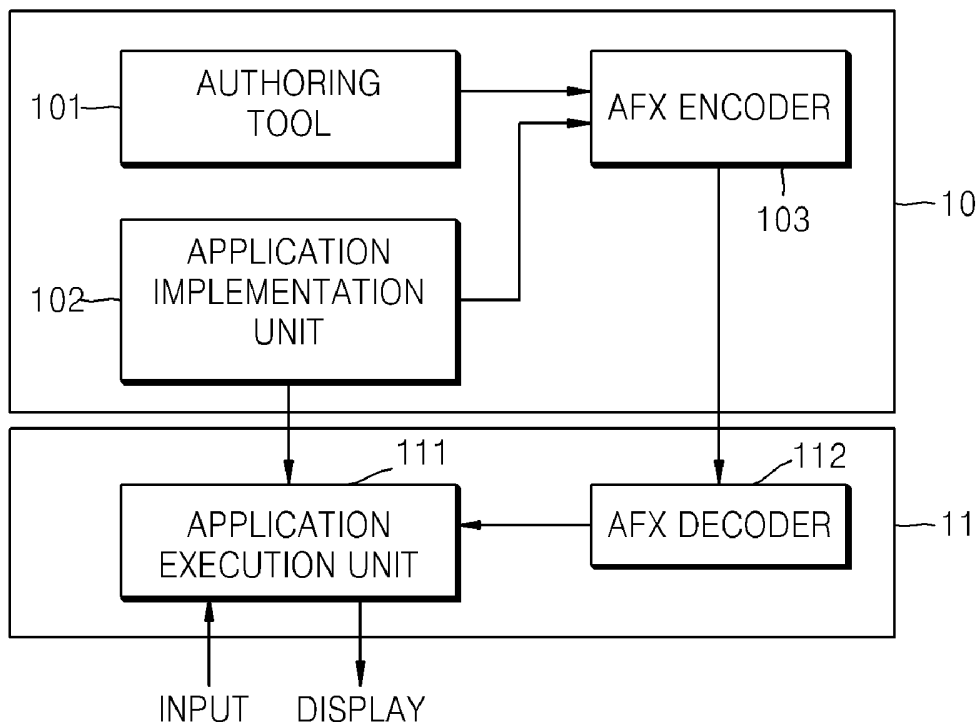 AUTHORING
TOOL
101
AFX ENCODER
103
10
APPLICATION
IMPLEMENTATION
UNIT
102
111
112
APPLICATION
EXECUTION UNIT
AFX DECODER
11
INPUT
DISPLAY